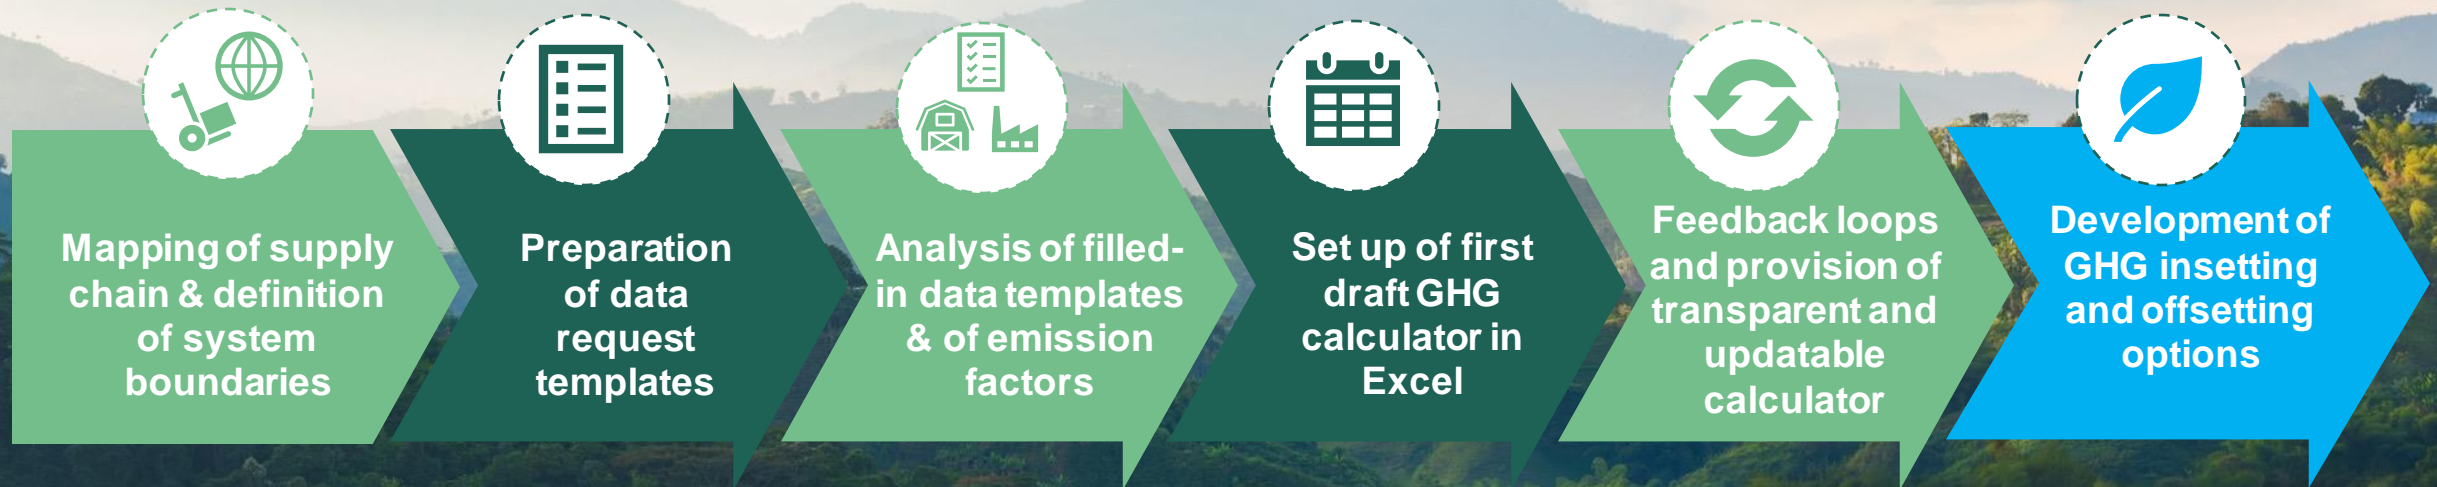 Mapping of supply
chain & definition
of system
boundaries
Preparation
of data
request
templates
Analysis of filled-
in data templates
& of emission
factors
Set up of first
draft GHG
calculator in
Excel
Feedback loops
and provision of
transparent and
updatable
calculator
Development of
GHG insetting
and offsetting
options